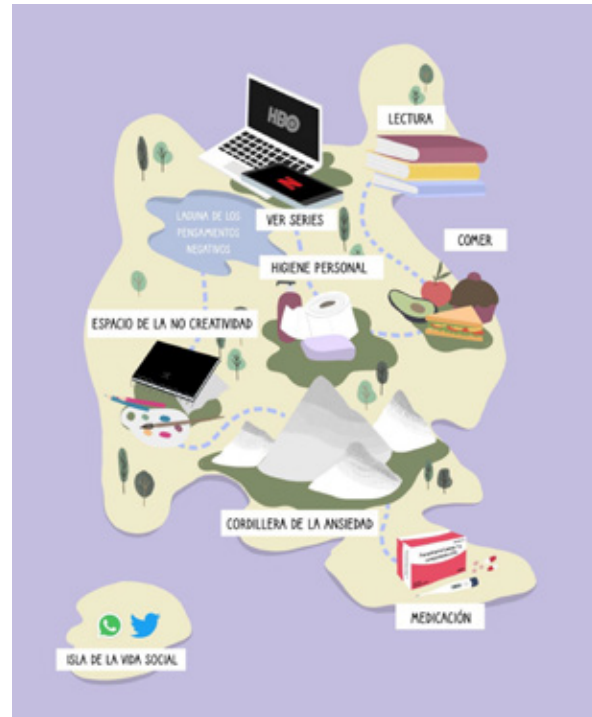 HBO
LECTURA
LAGUNA DE LOS
PENSAMIENTOS
NEGATIVOS
VER SERIES
COMER
HIGIENE PERSONAL
ESPACIO DE LA NO CREATIVIDAD
CORDILLERA DE LA ANSIEDAD
MEDICACIÓN
ISLA DE LA VIDA SOCIAL